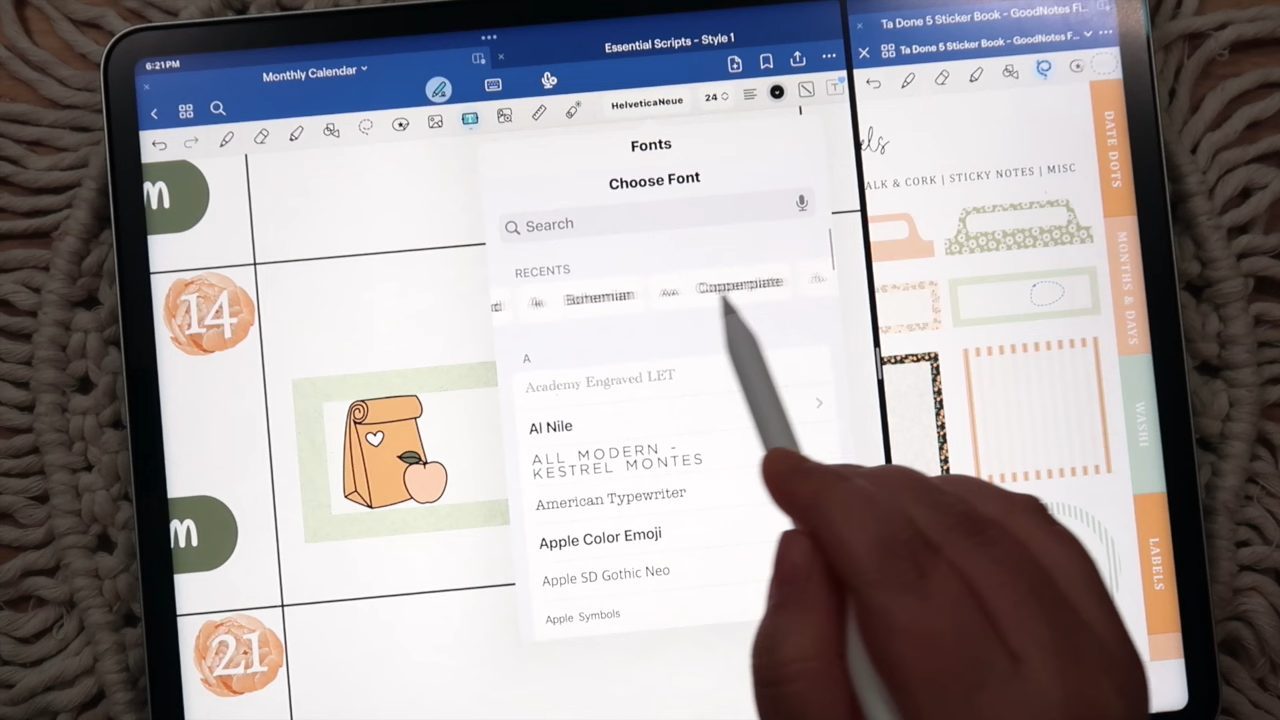 6:21PM
Monthly Calendar
Essential Scripts - Style 1
Ta Done 5 Sticker Book - GoodNotes Fi...
Ta Done 5 Sticker Book - GoodNotes F...
HelveticaNeue
24
Fonts
Choose Font
Search
RECENTS
Bohemian
Copperplate
A
Academy Engraved LET
Al Nile
ALL MODERN -
KESTREL MONTES
American Typewriter
Apple Color Emoji
Apple SD Gothic Neo
Apple Symbols
m
14
m
21
els
ALK & CORK | STICKY NOTES | MISC
DATE DOTS
MONTHS & DAYS
WASHI
LABELS